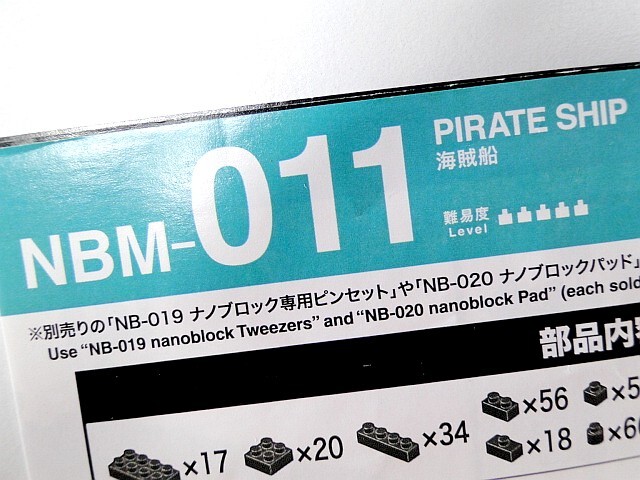 NBM-011
PIRATE SHIP
海賊船
難易度
Level
※別売りの「NB-019 ナノブロック専用ピンセット」や「NB-020 ナノブロックパッド」
Use “NB-019 nanoblock Tweezers” and “NB-020 nanoblock Pad” (each sold
部品内
×17
×20
×34
×56
×18